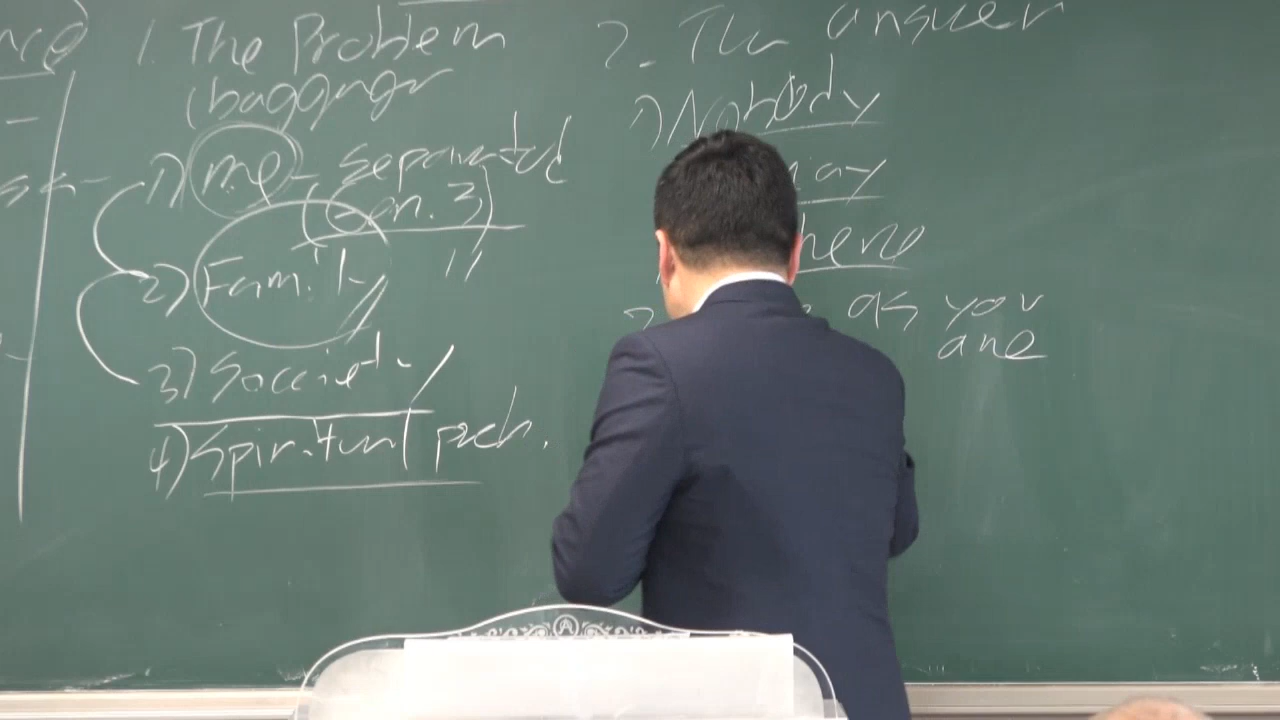 1. The Problem
(baggage
1) me - separated
(Gen. 3)
2) Family "
3) Society
4) Spiritual prob.
2. The answer
1) Nobody
as you
are